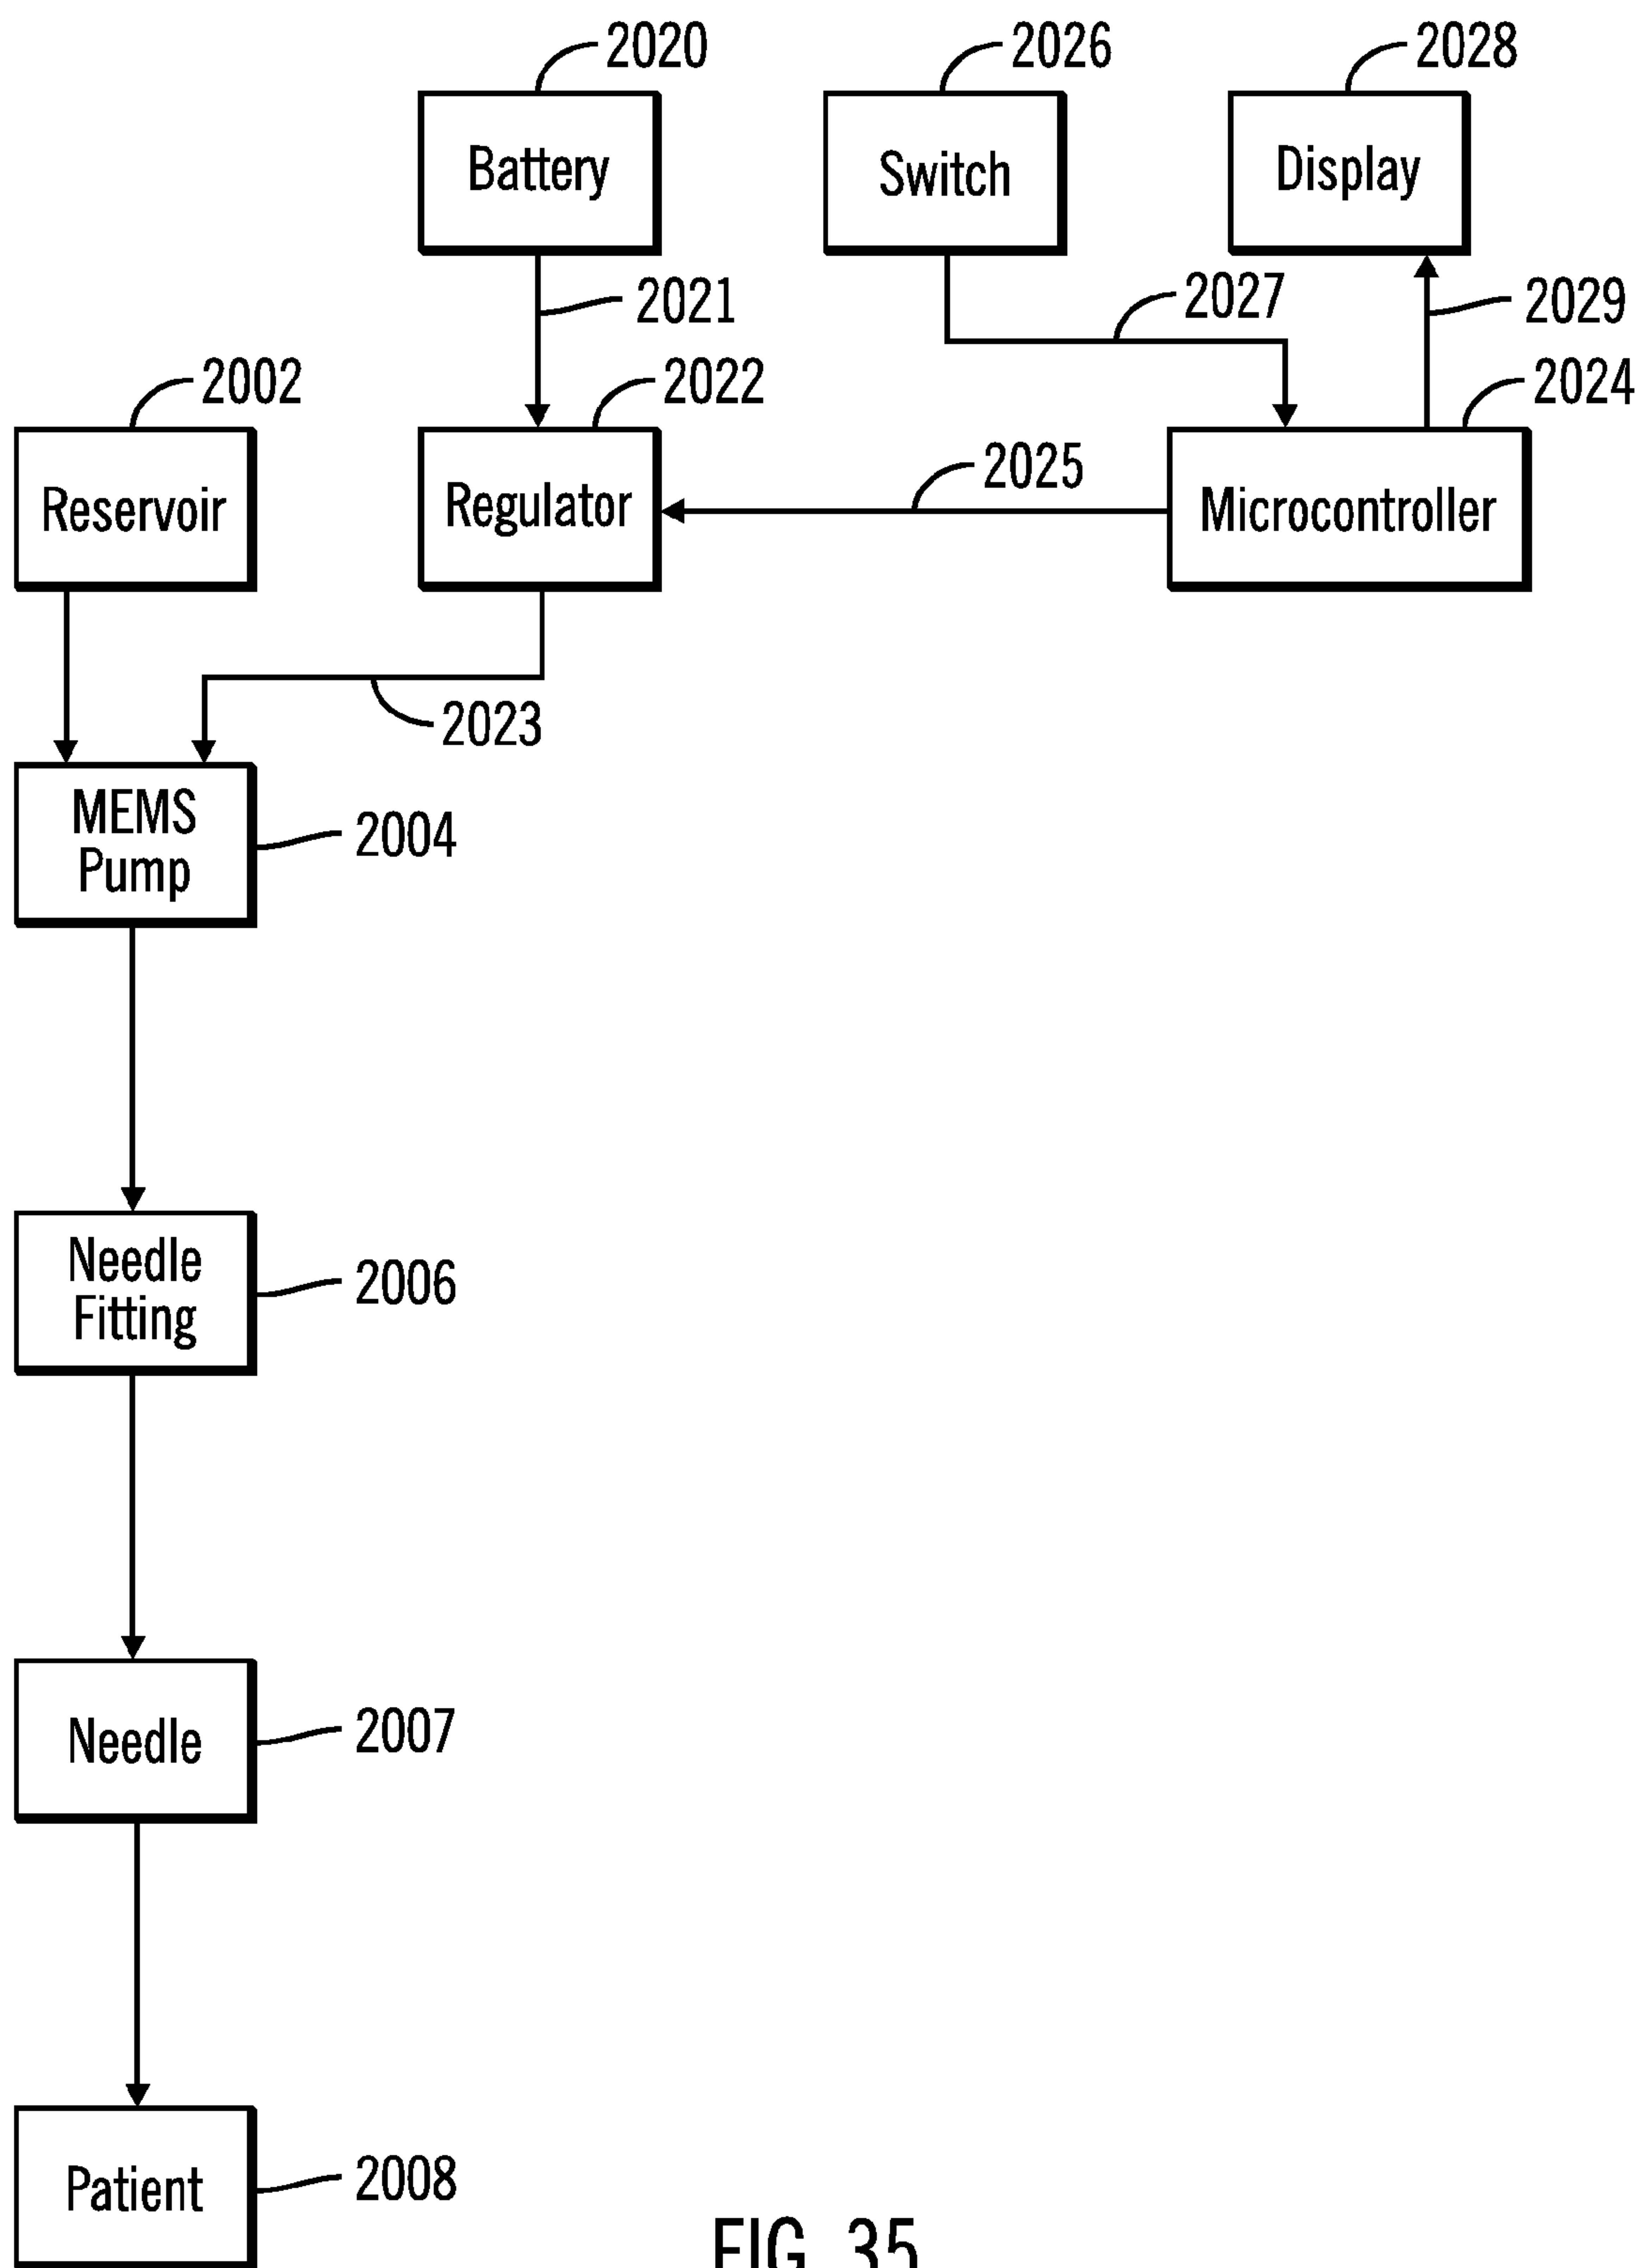 2020
2026
2028
Battery
Switch
Display
2021
2027
2029
2002
2022
2024
Reservoir
Regulator
2025
Microcontroller
2023
MEMS
Pump
2004
Needle
Fitting
2006
Needle
2007
Patient
2008
FIG. 35